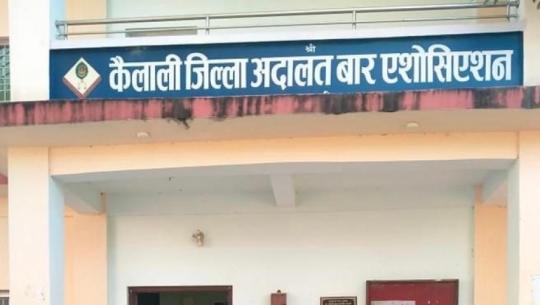 श्री
कैलाली जिल्ला अदालत बार एशोसिएशन